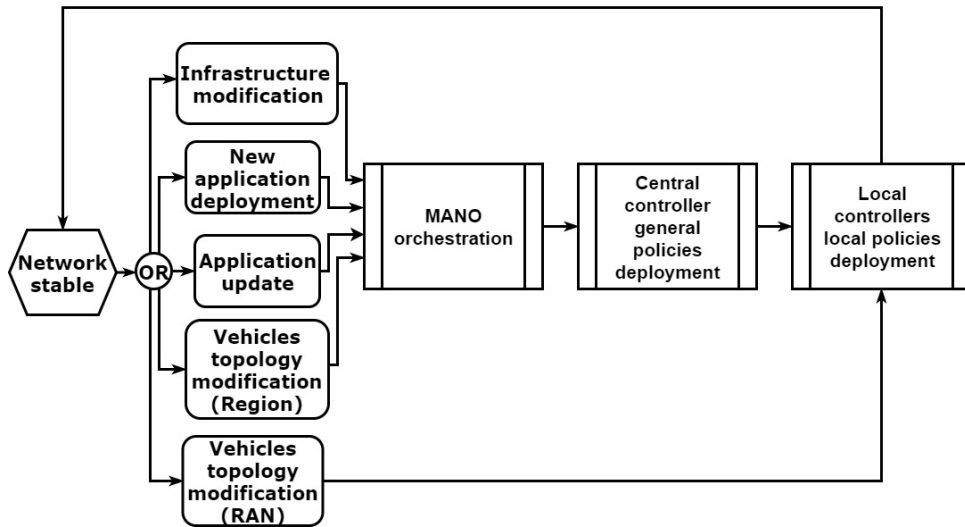 Infrastructure
modification
New
application
deployment
Network
stable
OR
Application
update
Vehicles
topology
modification
(Region)
Vehicles
topology
modification
(RAN)
MANO
orchestration
Central
controller
general
policies
deployment
Local
controllers
local policies
deployment